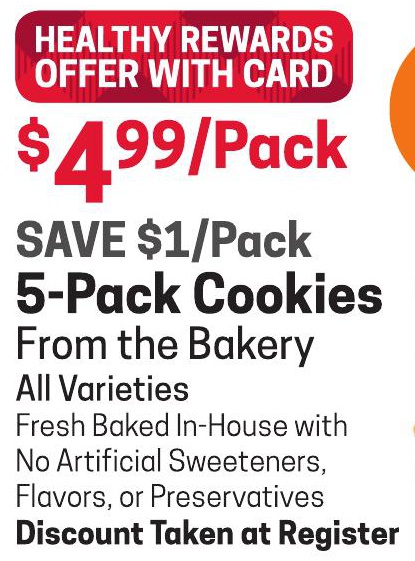 HEALTHY REWARDS
OFFER WITH CARD
$4.99/Pack
SAVE $1/Pack
5-Pack Cookies
From the Bakery
All Varieties
Fresh Baked In-House with
No Artificial Sweeteners,
Flavors, or Preservatives
Discount Taken at Register